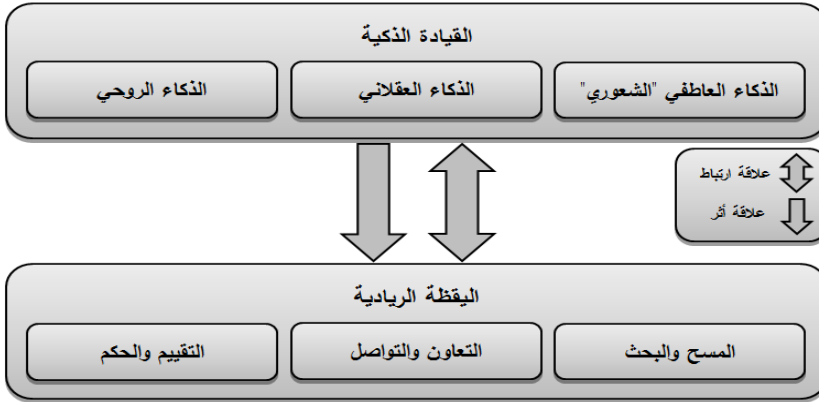 القيادة الذكية
الذكاء العاطفي "الشعوري"
الذكاء العقلاني
الذكاء الروحي
علاقة ارتباط
علاقة أثر
اليقظة الريادية
المسح والبحث
التعاون والتواصل
التقييم والحكم